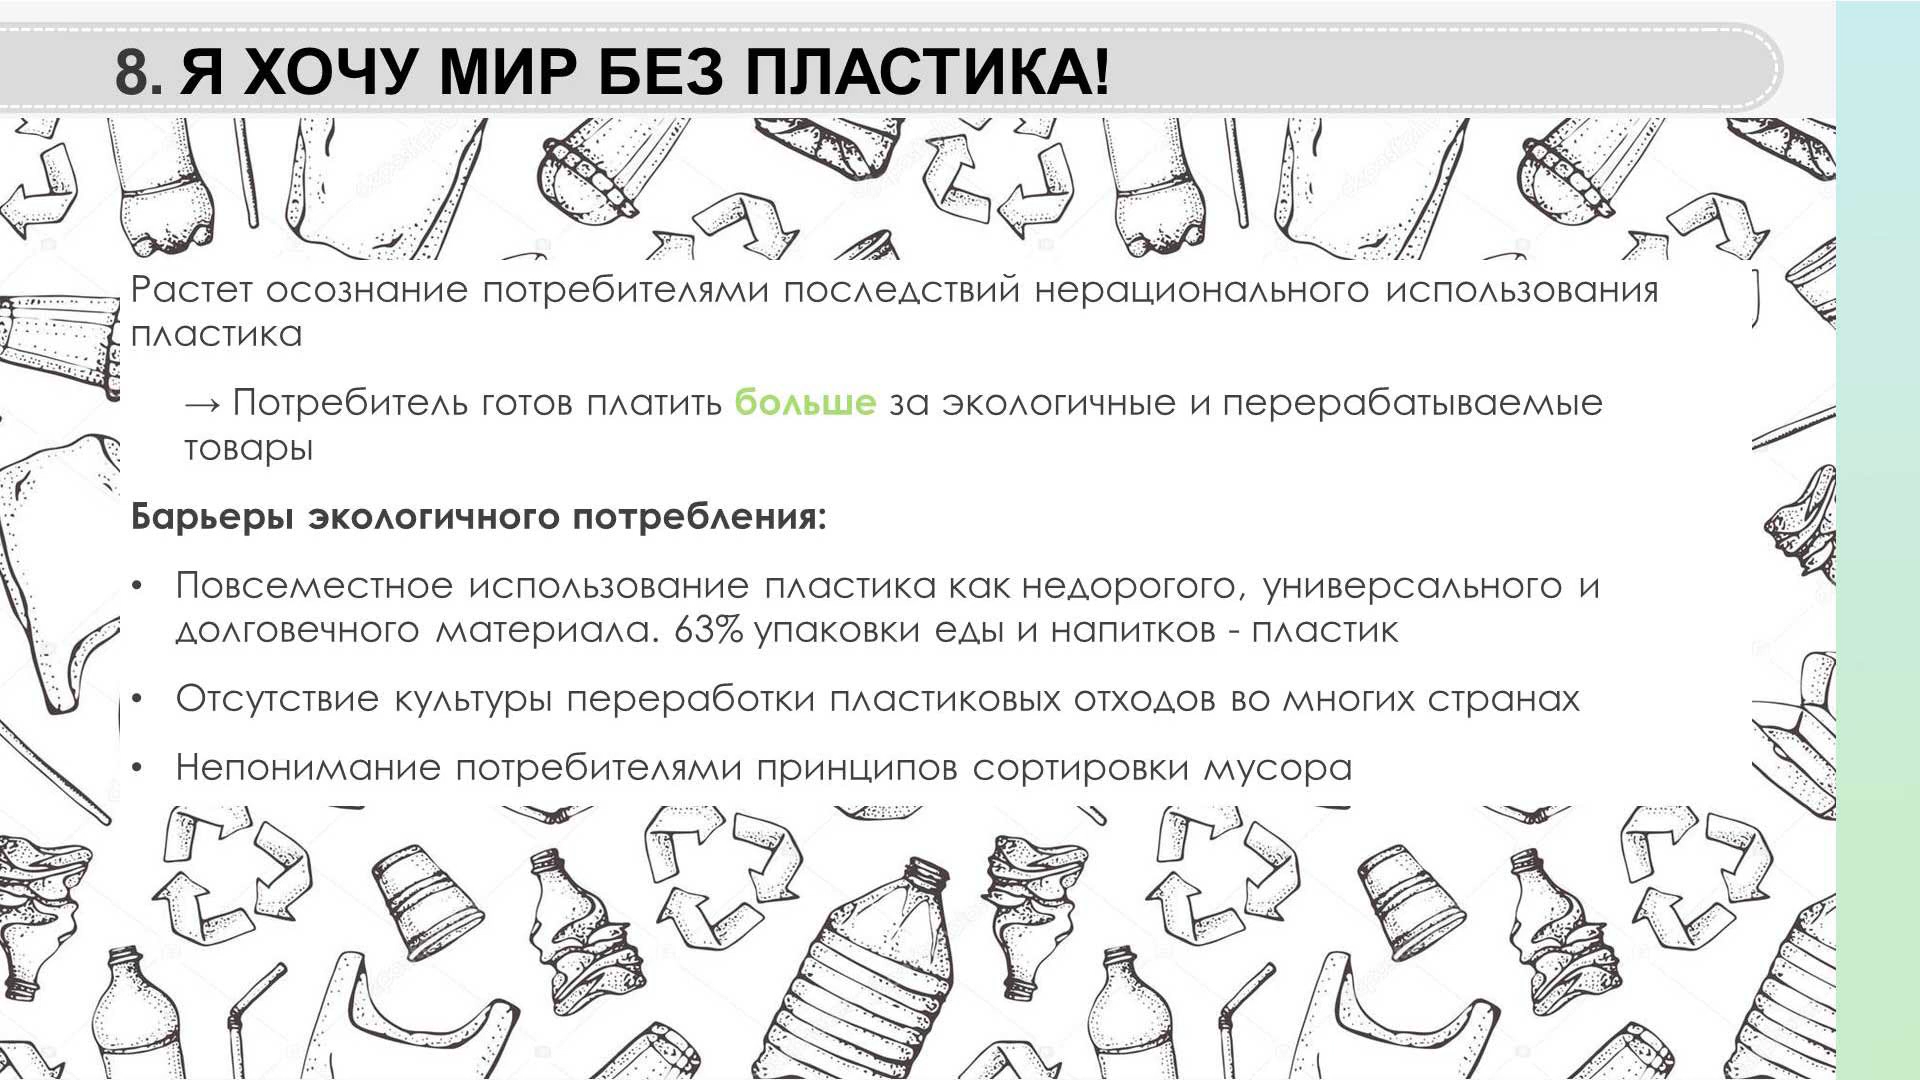 8. Я ХОЧУ МИР БЕЗ ПЛАСТИКА!
Растет осознание потребителями последствий нерационального использования
пластика
→ Потребитель готов платить больше за экологичные и перерабатываемые
товары
Барьеры экологичного потребления:
• Повсеместное использование пластика как недорогого, универсального и
долговечного материала. 63% упаковки еды и напитков - пластик
• Отсутствие культуры переработки пластиковых отходов во многих странах
• Непонимание потребителями принципов сортировки мусора